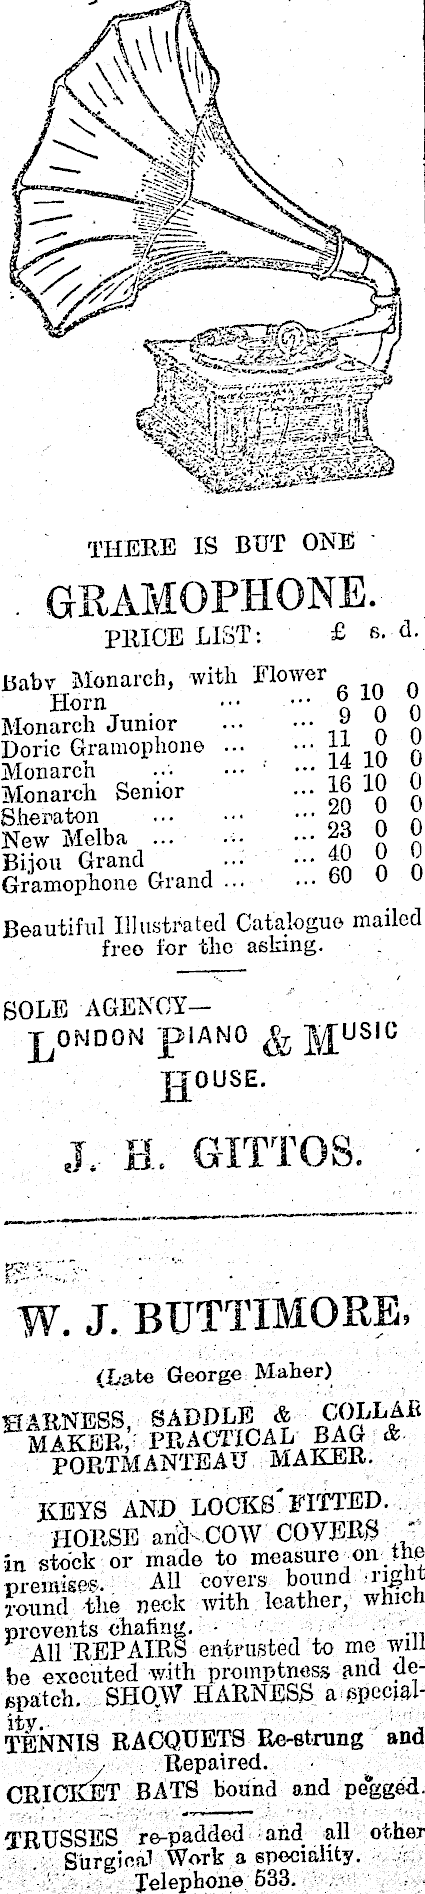 THERE IS BUT ONE
GRAMOPHONE.
PRICE LIST: £ s. d.
Baby Monarch, with Flower
Horn ... ... 6 10 0
Monarch Junior ... ... 9 0 0
Doric Gramophone ... ... 11 0 0
Monarch ... ... ... 14 10 0
Monarch Senior ... ... 16 10 0
Sheraton ... ... ... 20 0 0
New Melba ... ... ... 23 0 0
Bijou Grand ... ... 40 0 0
Gramophone Grand ... ... 60 0 0
Beautiful Illustrated Catalogue mailed
free for the asking.
SOLE AGENCY—
LONDON PIANO & MUSIC
HOUSE.
J. H. GITTOS.
W. J. BUTTIMORE,
(Late George Maher)
HARNESS, SADDLE & COLLAR
MAKER, PRACTICAL BAG &
PORTMANTEAU MAKER.
KEYS AND LOCKS FITTED.
HORSE and COW COVERS
in stock or made to measure on the
premises. All covers bound right
round the neck with leather, which
prevents chafing.
All REPAIRS entrusted to me will
be executed with promptness and de-
spatch. SHOW HARNESS a special-
ity.
TENNIS RACQUETS Re-strung and
Repaired.
CRICKET BATS bound and pegged.
TRUSSES re-padded and all other
Surgical Work a speciality.
Telephone 533.